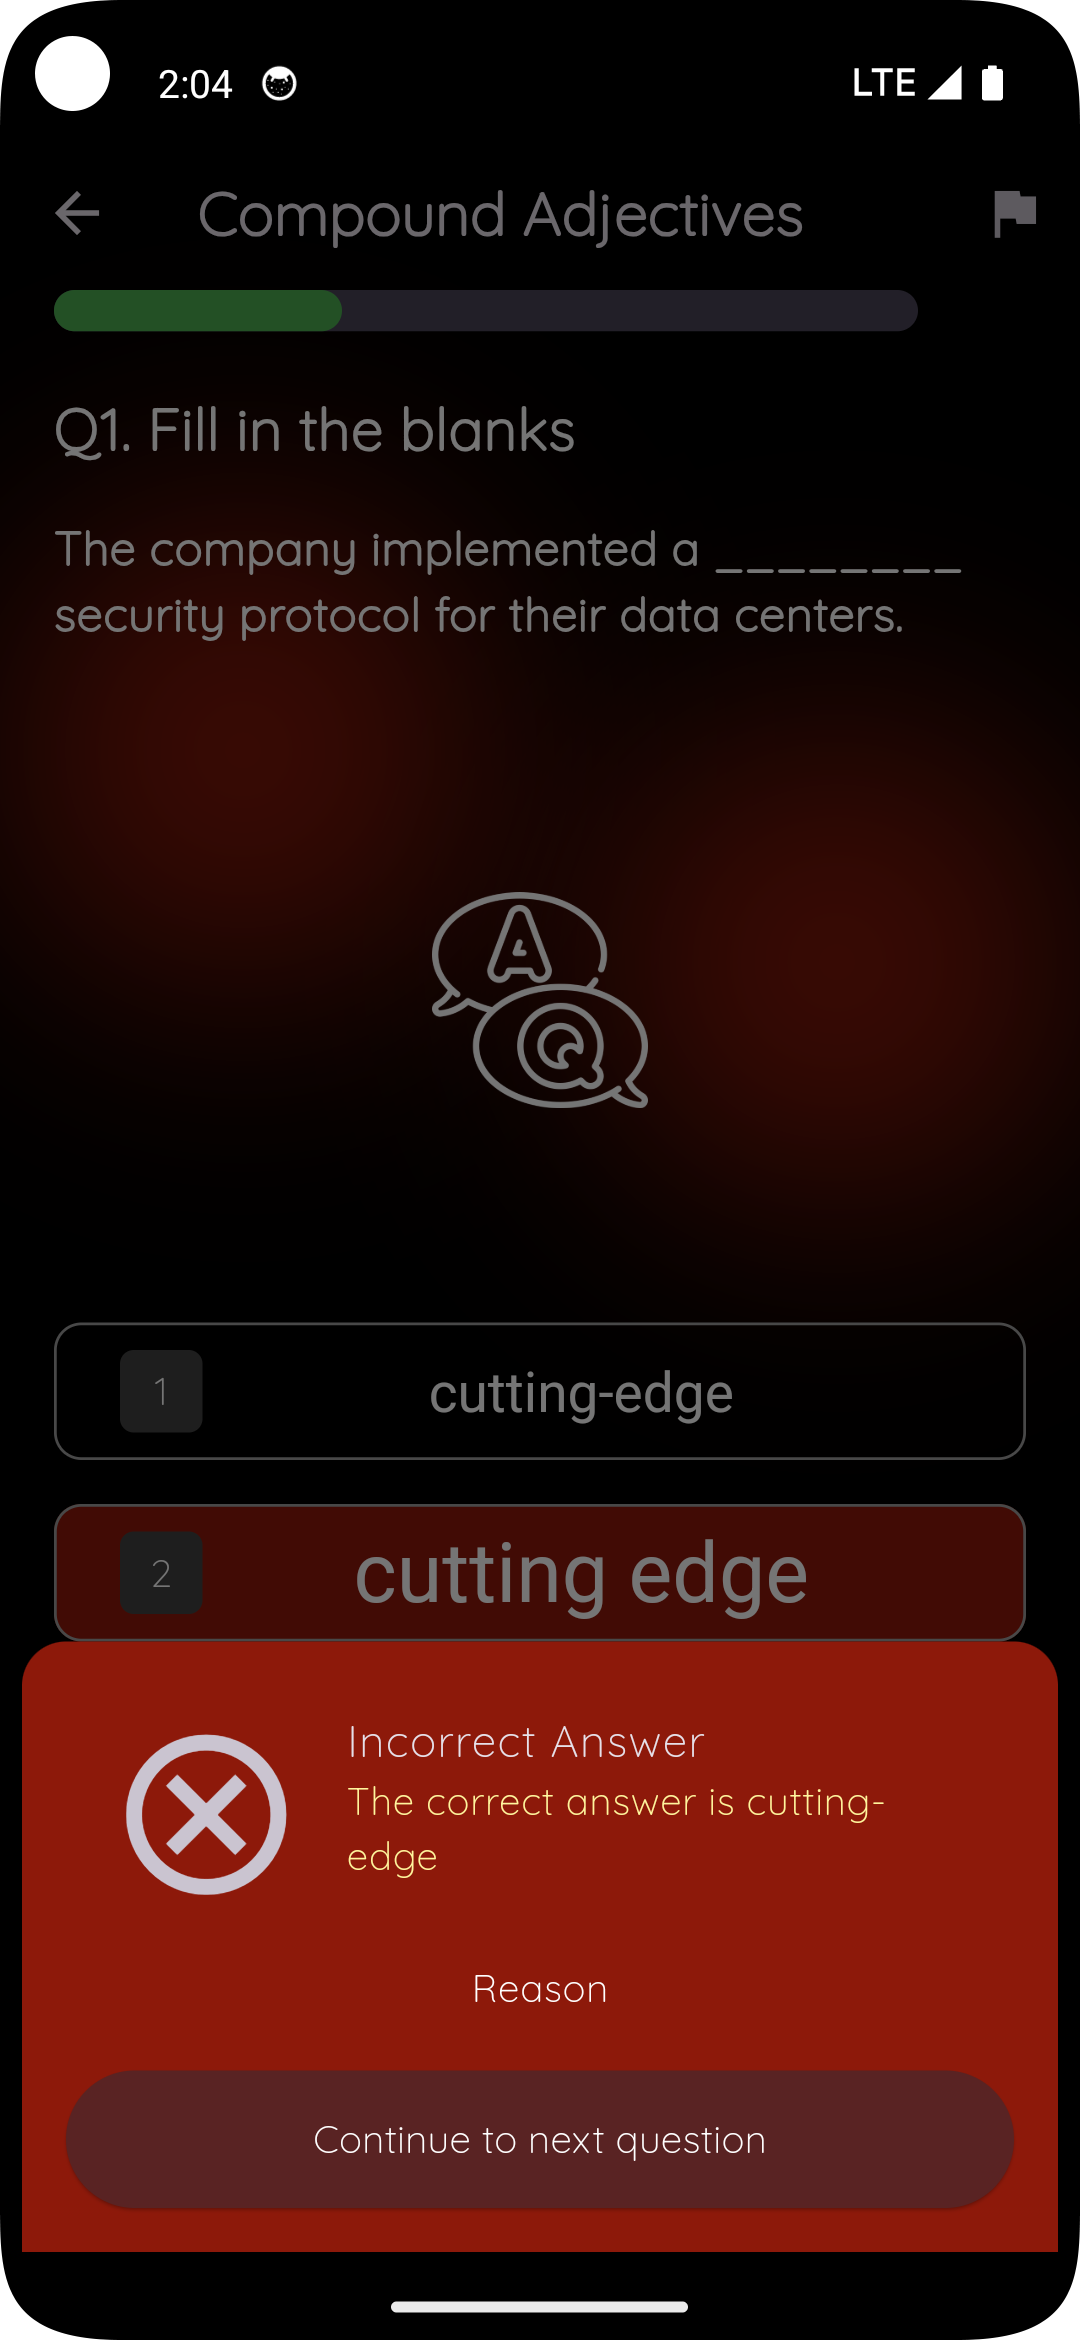 2:04
LTE
Compound Adjectives
Q1. Fill in the blanks
The company implemented a ________
security protocol for their data centers.
A
Q
1
cutting-edge
2
cutting edge
Incorrect Answer
The correct answer is cutting-
edge
Reason
Continue to next question